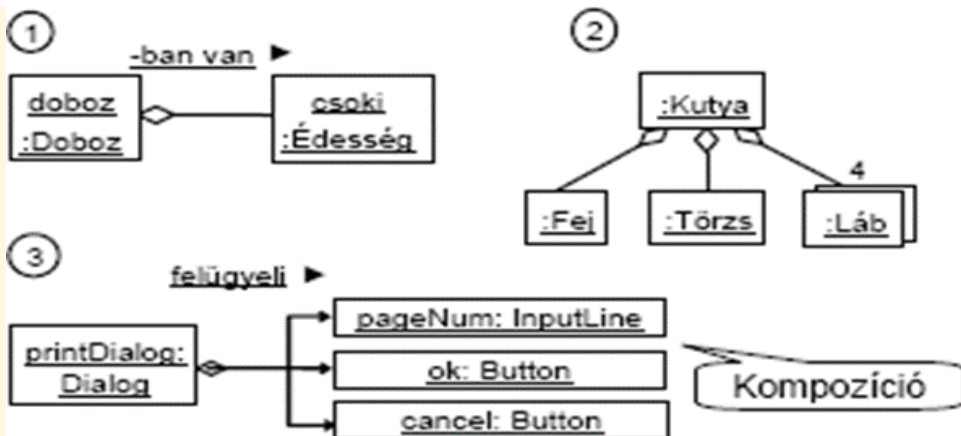 1
-ban van
doboz
:Doboz
csoki
:Édesség
2
:Kutya
4
:Fej
:Törzs
:Láb
3
felügyeli
printDialog:
Dialog
pageNum: InputLine
ok: Button
cancel: Button
Kompozíció